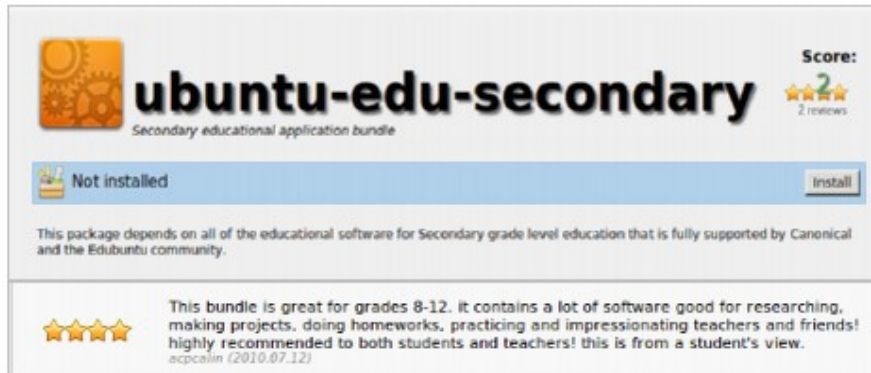 Score:
ubuntu-edu-secondary
2
2 reviews
Secondary educational application bundle
Not installed
Install
This package depends on all of the educational software for Secondary grade level education that is fully supported by Canonical
and the Edubuntu community.
This bundle is great for grades 8-12. it contains a lot of software good for researching,
making projects, doing homeworks, practicing and impressionating teachers and friends!
highly recommended to both students and teachers! this is from a student's view.
acpcalin (2010.07.12)